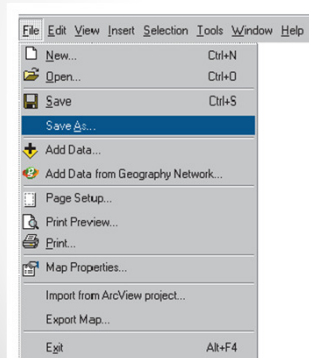 File Edit View Insert Selection Tools Window Help
New... Ctrl+N
Open... Ctrl+O
Save Ctrl+S
Save As...
Add Data...
Add Data from Geography Network...
Page Setup...
Print Preview...
Print...
Map Properties...
Import from ArcView project...
Export Map...
Exit Alt+F4